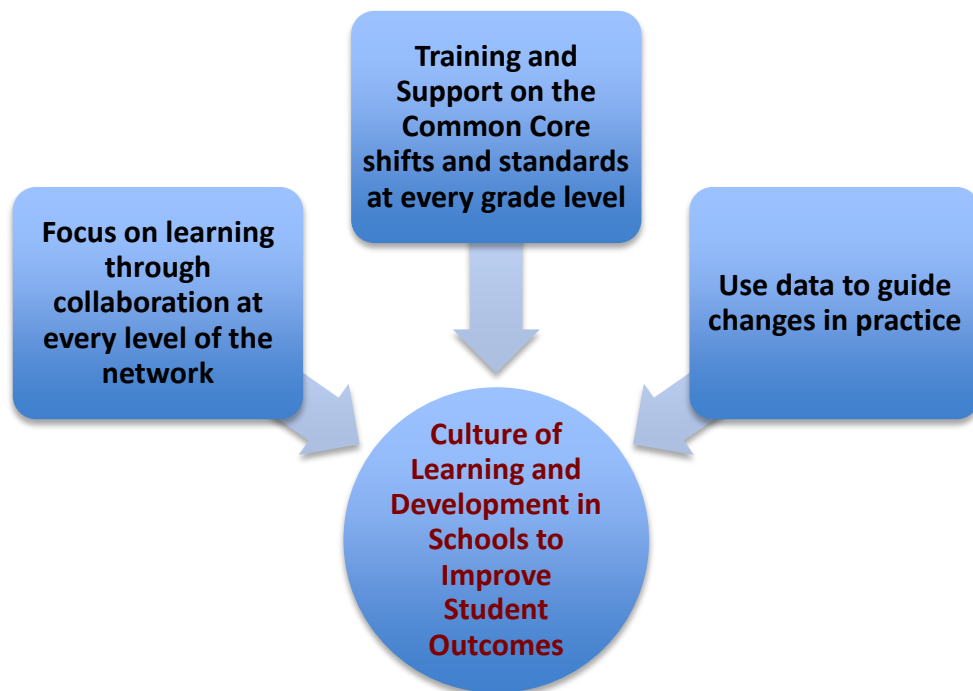 Training and
Support on the
Common Core
shifts and standards
at every grade level
Focus on learning
through
collaboration at
every level of the
network
Use data to guide
changes in practice
Culture of
Learning and
Development in
Schools to
Improve
Student
Outcomes